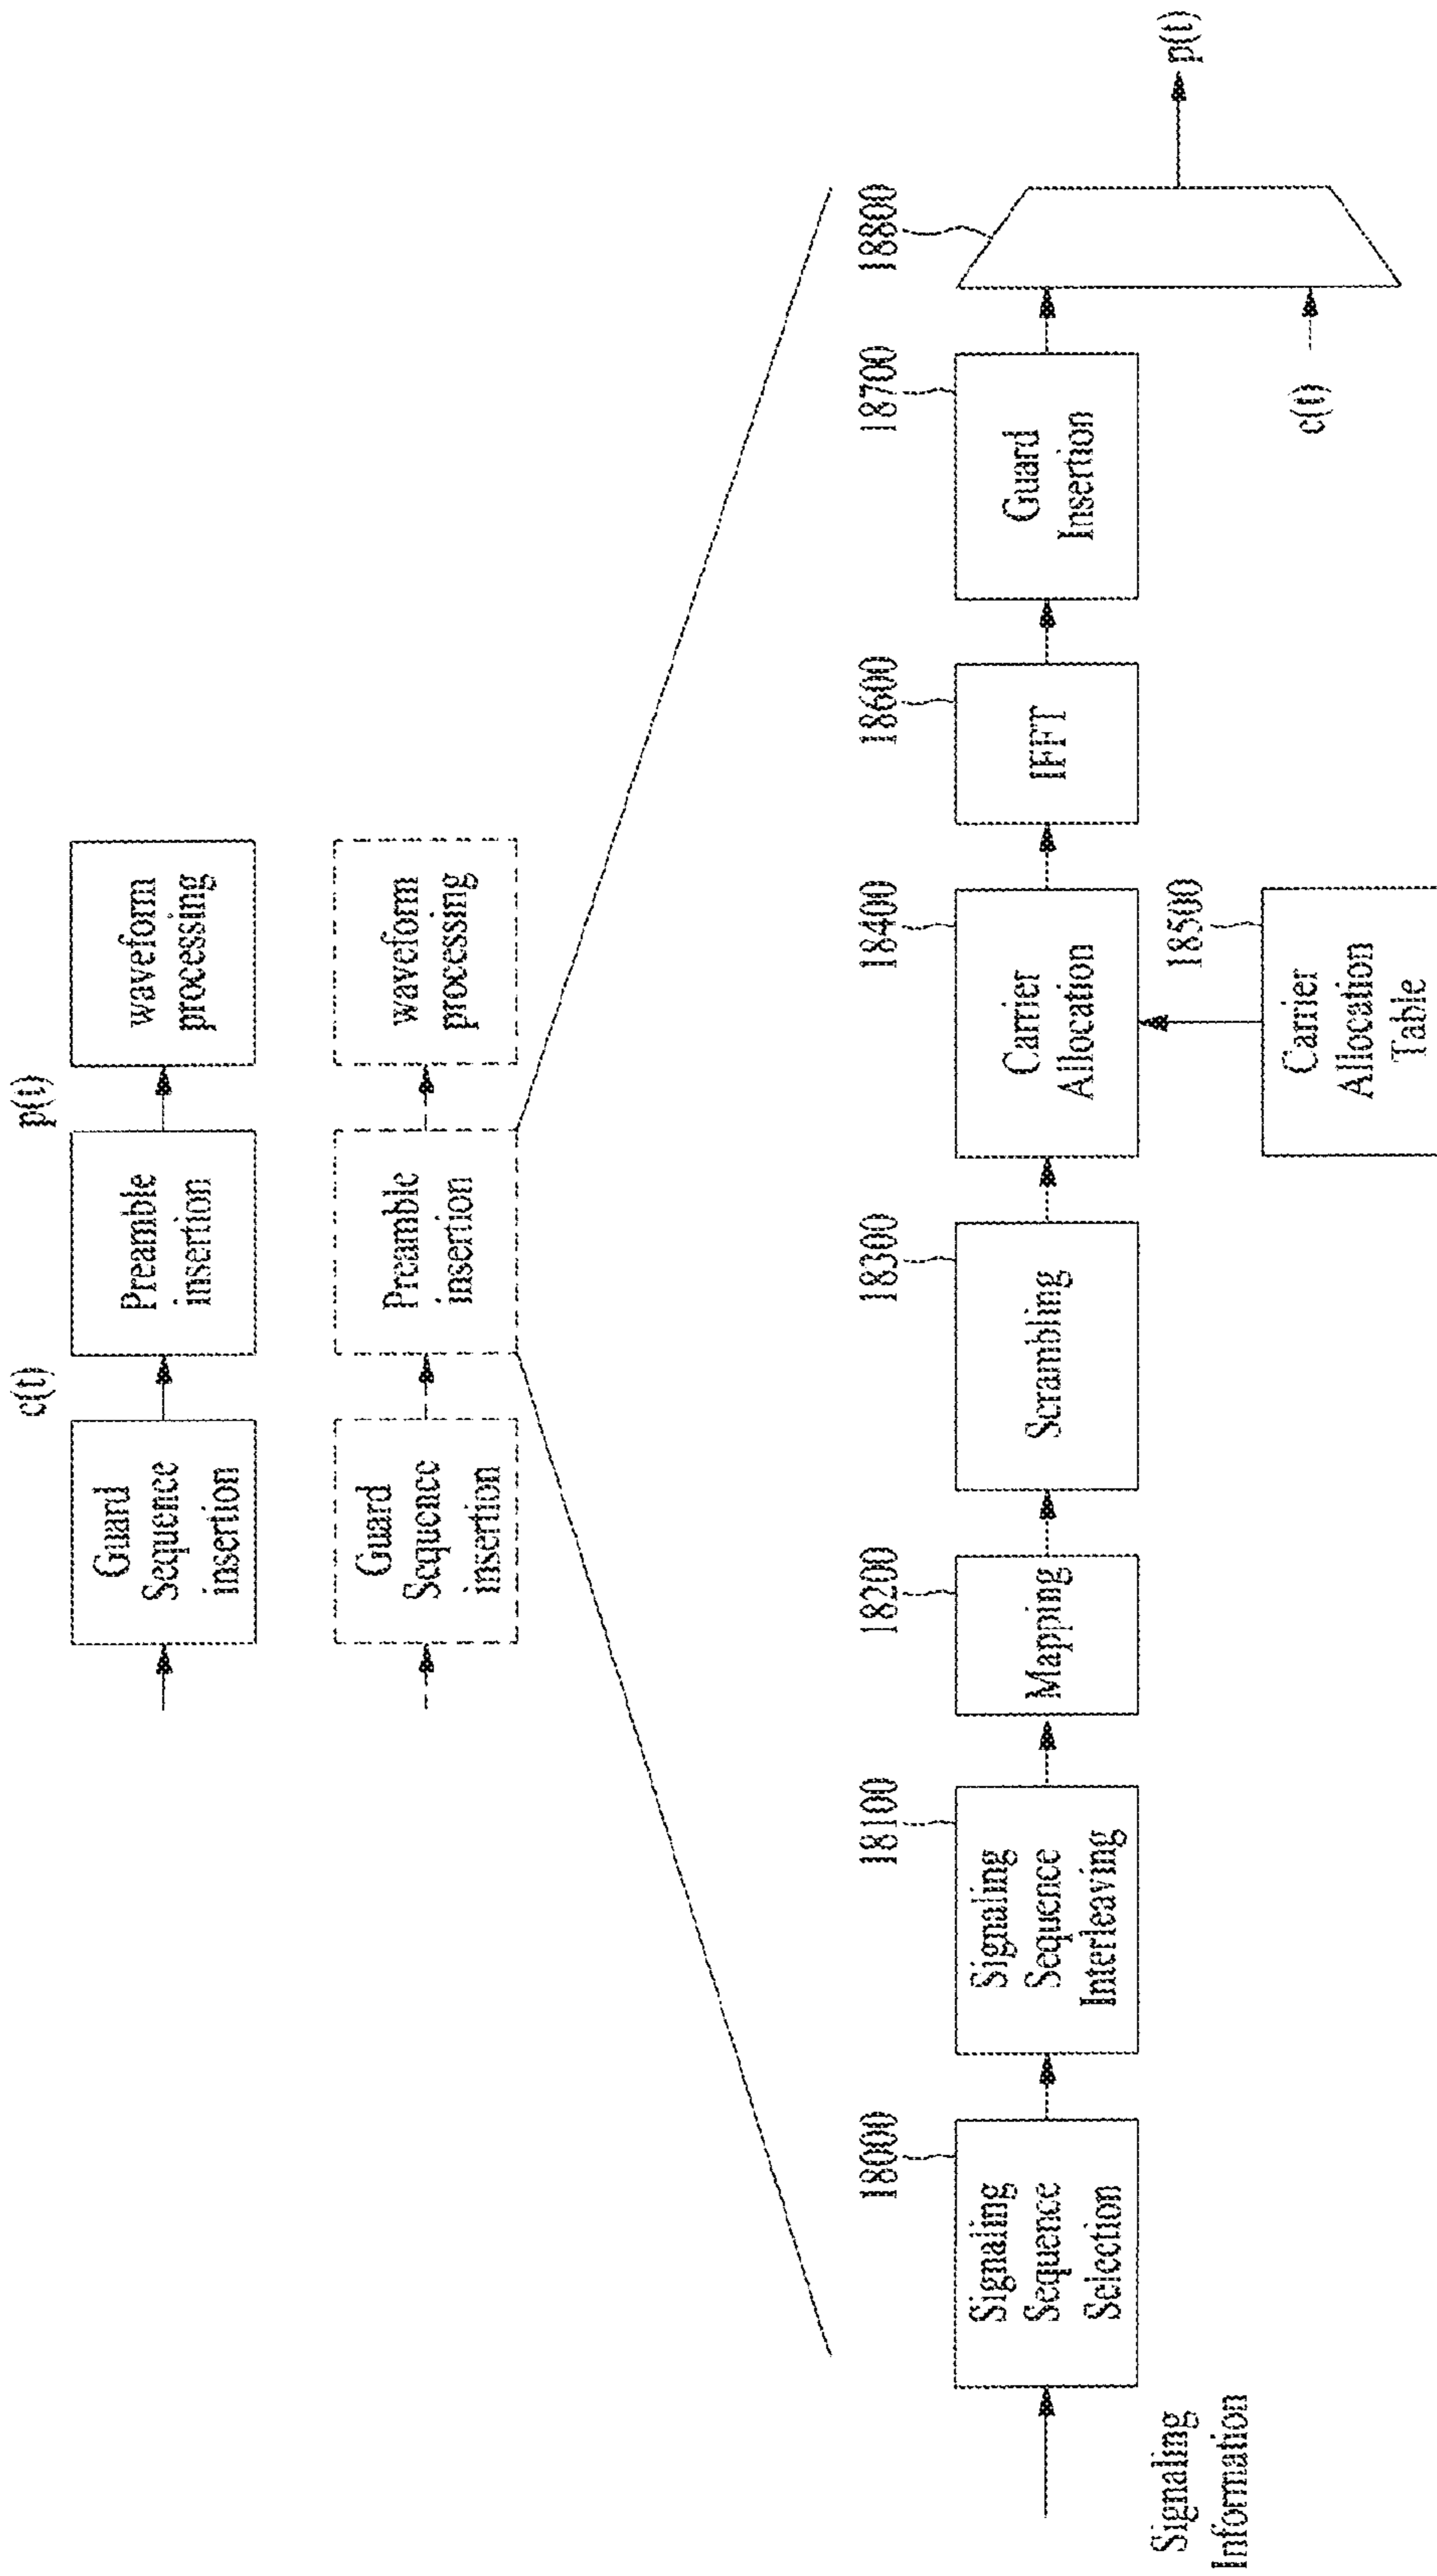 c(t)
p(t)
Guard
Sequence
insertion
Preamble
insertion
waveform
processing
Guard
Sequence
insertion
Preamble
insertion
waveform
processing
18000
18100
18200
18300
18400
18600
18700
18800
Signaling
Information
Signaling
Sequence
Selection
Signaling
Sequence
Interleaving
Mapping
Scrambling
Carrier
Allocation
IFFT
Guard
Insertion
p(t)
c(t)
18500
Carrier
Allocation
Table